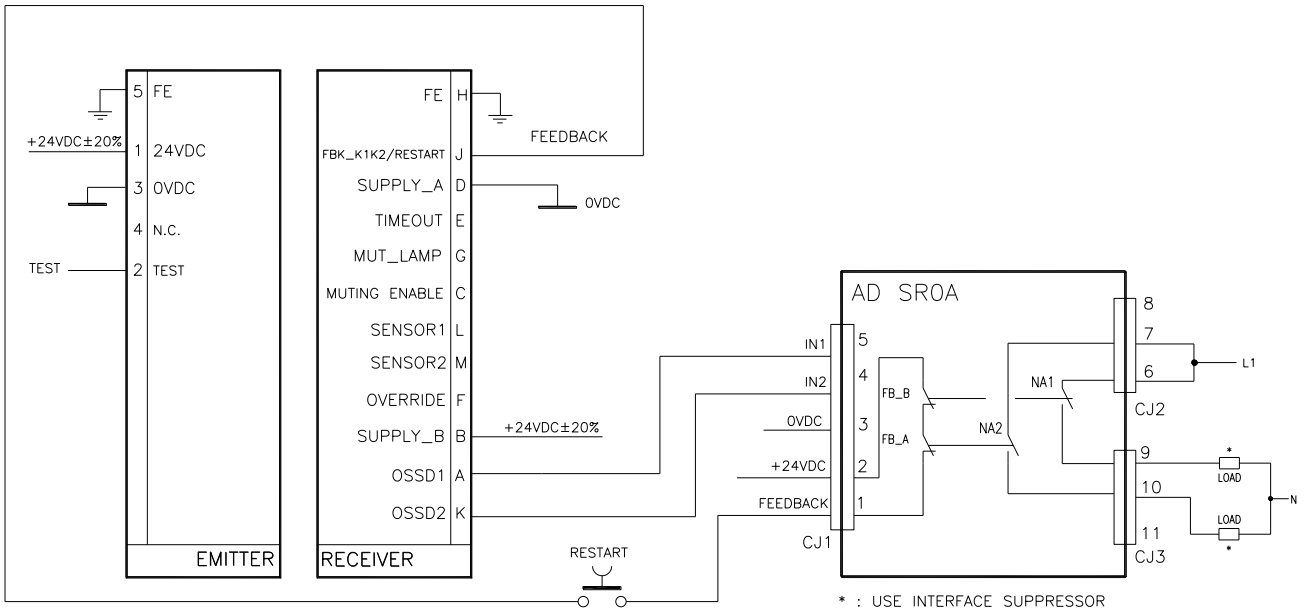 5 FE
+24VDC±20%
1 24VDC
3 0VDC
4 N.C.
TEST
2 TEST
EMITTER
FE H
FBK_K1K2/RESTART J
FEEDBACK
SUPPLY_A D
0VDC
TIMEOUT E
MUT_LAMP G
MUTING ENABLE C
SENSOR1 L
SENSOR2 M
OVERRIDE F
SUPPLY_B B
+24VDC±20%
OSSD1 A
OSSD2 K
RECEIVER
RESTART
AD SR0A
IN1
5
IN2
4
0VDC
3
+24VDC
2
FEEDBACK
1
CJ1
FB_B
FB_A
NA2
NA1
8
7
6
L1
CJ2
9
10
11
CJ3
*
LOAD
N
LOAD
*
* : USE INTERFACE SUPPRESSOR